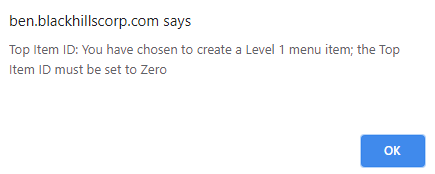 ben.blackhillscorp.com says
Top Item ID: You have chosen to create a Level 1 menu item; the Top
Item ID must be set to Zero
OK